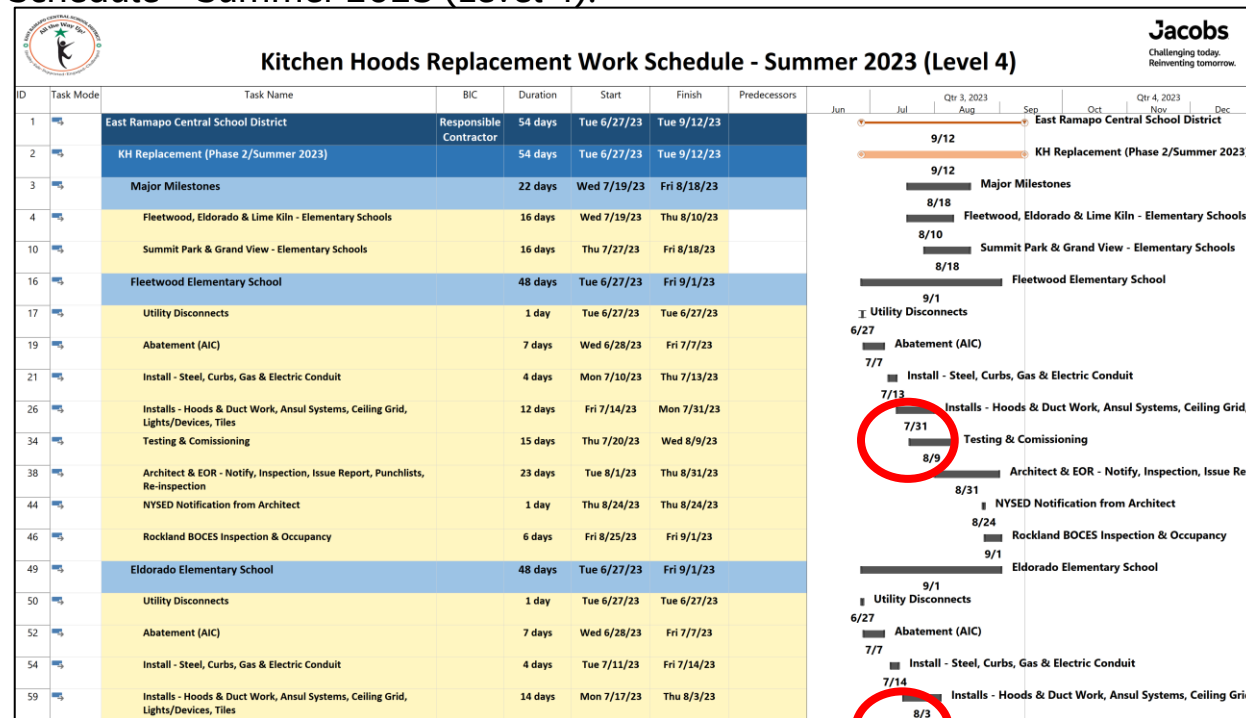 Schedule - Summer 2023 (Level 4).
EAST RAMAPO CENTRAL SCHOOL DISTRICT
All the Way Up!
Jacobs
Challenging today.
Reinventing tomorrow.
Kitchen Hoods Replacement Work Schedule - Summer 2023 (Level 4)
ID Task Mode Task Name BIC Duration Start Finish Predecessors
Qtr 3, 2023 Qtr 4, 2023
Jun Jul Aug Sep Oct Nov Dec
1 East Ramapo Central School District Responsible Contractor 54 days Tue 6/27/23 Tue 9/12/23 East Ramapo Central School District
9/12
2 KH Replacement (Phase 2/Summer 2023) 54 days Tue 6/27/23 Tue 9/12/23 KH Replacement (Phase 2/Summer 2023)
9/12
3 Major Milestones 22 days Wed 7/19/23 Fri 8/18/23 Major Milestones
8/18
4 Fleetwood, Eldorado & Lime Kiln - Elementary Schools 16 days Wed 7/19/23 Thu 8/10/23 Fleetwood, Eldorado & Lime Kiln - Elementary Schools
8/10
10 Summit Park & Grand View - Elementary Schools 16 days Thu 7/27/23 Fri 8/18/23 Summit Park & Grand View - Elementary Schools
8/18
16 Fleetwood Elementary School 48 days Tue 6/27/23 Fri 9/1/23 Fleetwood Elementary School
9/1
17 Utility Disconnects 1 day Tue 6/27/23 Tue 6/27/23 Utility Disconnects
6/27
19 Abatement (AIC) 7 days Wed 6/28/23 Fri 7/7/23 Abatement (AIC)
7/7
21 Install - Steel, Curbs, Gas & Electric Conduit 4 days Mon 7/10/23 Thu 7/13/23 Install - Steel, Curbs, Gas & Electric Conduit
7/13
26 Installs - Hoods & Duct Work, Ansul Systems, Ceiling Grid, 12 days Fri 7/14/23 Mon 7/31/23 Installs - Hoods & Duct Work, Ansul Systems, Ceiling Grid,
Lights/Devices, Tiles
7/31
34 Testing & Comissioning 15 days Thu 7/20/23 Wed 8/9/23 Testing & Comissioning
8/9
38 Architect & EOR - Notify, Inspection, Issue Report, Punchlists, 23 days Tue 8/1/23 Thu 8/31/23 Architect & EOR - Notify, Inspection, Issue Re
Re-inspection
8/31
44 NYSED Notification from Architect 1 day Thu 8/24/23 Thu 8/24/23 NYSED Notification from Architect
8/24
46 Rockland BOCES Inspection & Occupancy 6 days Fri 8/25/23 Fri 9/1/23 Rockland BOCES Inspection & Occupancy
9/1
49 Eldorado Elementary School 48 days Tue 6/27/23 Fri 9/1/23 Eldorado Elementary School
9/1
50 Utility Disconnects 1 day Tue 6/27/23 Tue 6/27/23 Utility Disconnects
6/27
52 Abatement (AIC) 7 days Wed 6/28/23 Fri 7/7/23 Abatement (AIC)
7/7
54 Install - Steel, Curbs, Gas & Electric Conduit 4 days Tue 7/11/23 Fri 7/14/23 Install - Steel, Curbs, Gas & Electric Conduit
7/14
59 Installs - Hoods & Duct Work, Ansul Systems, Ceiling Grid, 14 days Mon 7/17/23 Thu 8/3/23 Installs - Hoods & Duct Work, Ansul Systems, Ceiling Gri
Lights/Devices, Tiles
8/3